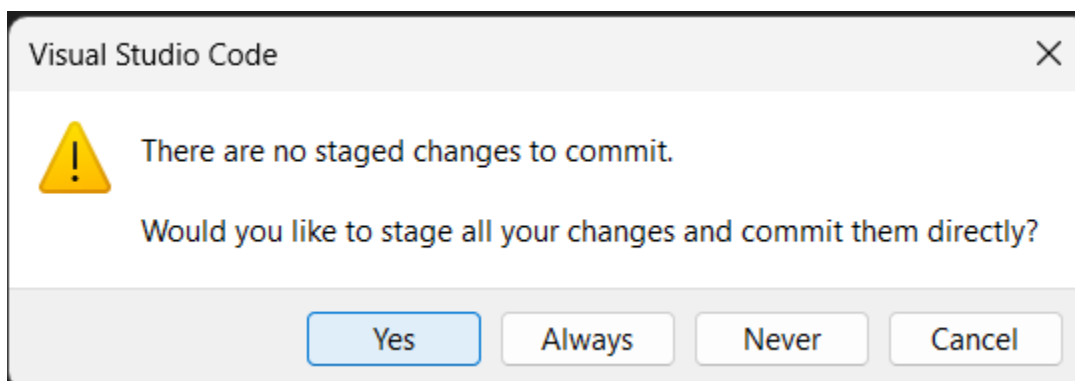 Visual Studio Code
There are no staged changes to commit.
Would you like to stage all your changes and commit them directly?
Yes Always Never Cancel